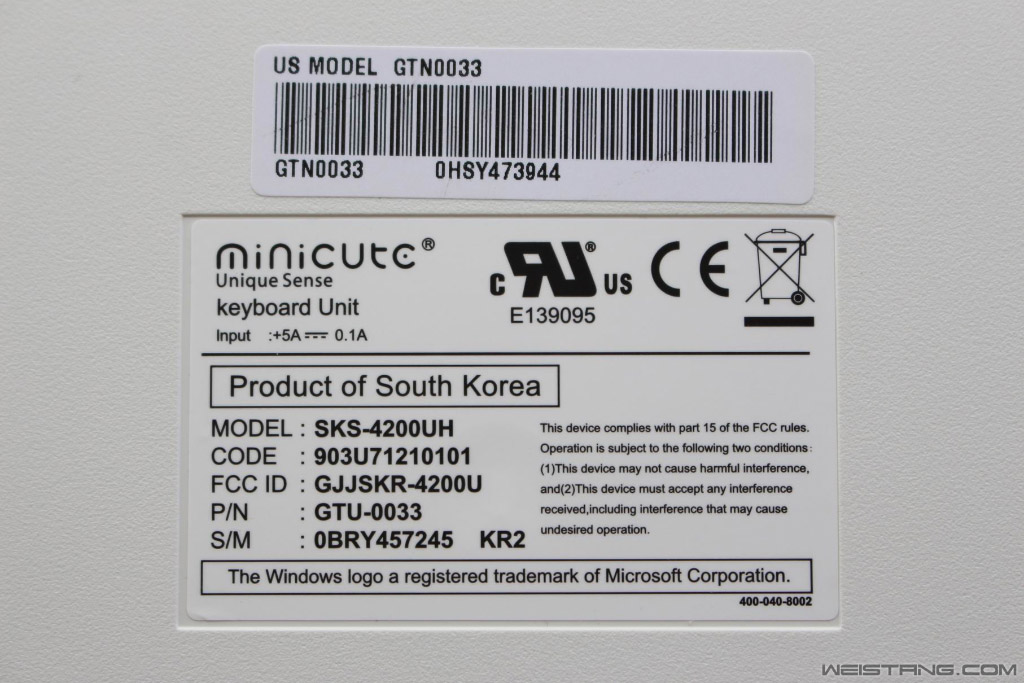 US MODEL GTN0033
GTN0033 0HSY473944
minicute®
Unique Sense
keyboard Unit
Input :+5A⎓ 0.1A
C UR® US
E139095
CE
Product of South Korea
MODEL : SKS-4200UH
CODE : 903U71210101
FCC ID : GJJSKR-4200U
P/N : GTU-0033
S/M : 0BRY457245 KR2
This device complies with part 15 of the FCC rules.
Operation is subject to the following two conditions:
(1)This device may not cause harmful interference,
and(2)This device must accept any interference
received,including interference that may cause
undesired operation.
The Windows logo a registered trademark of Microsoft Corporation.
400-040-8002
WEISTANG.COM